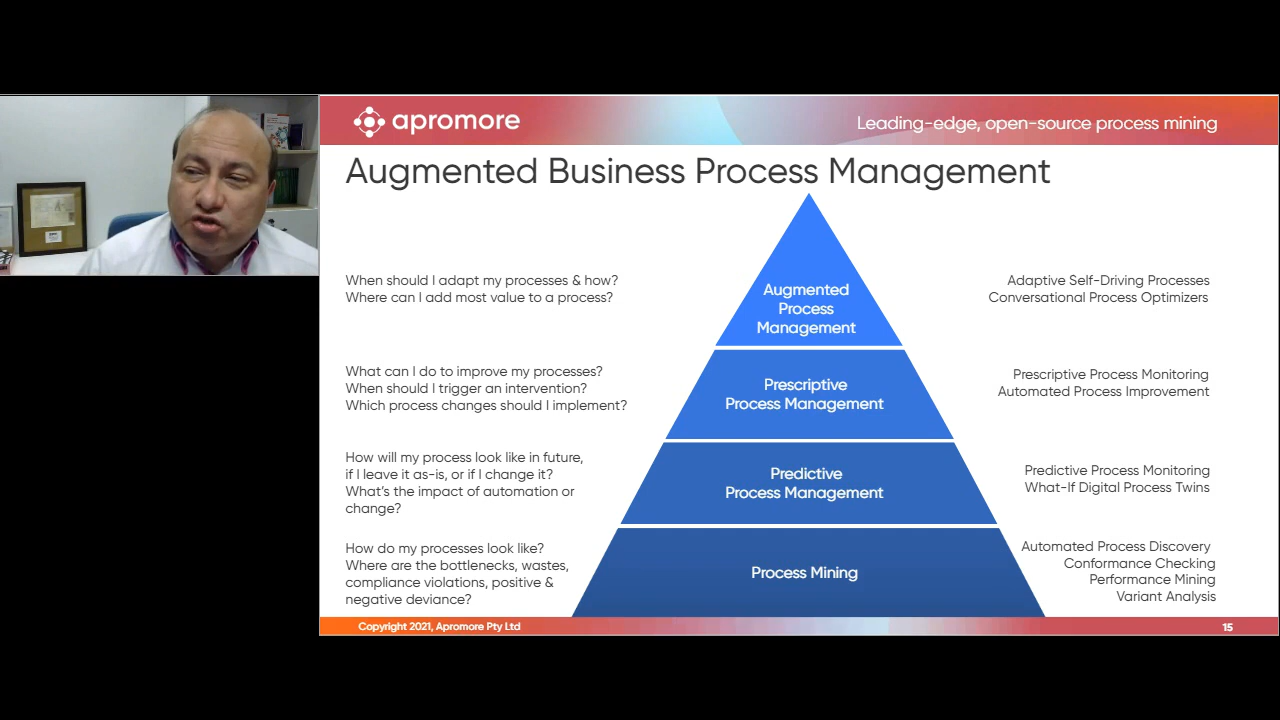 apromore
Leading-edge, open-source process mining
Augmented Business Process Management
When should I adapt my processes & how?
Where can I add most value to a process?
Augmented
Process
Management
Adaptive Self-Driving Processes
Conversational Process Optimizers
What can I do to improve my processes?
When should I trigger an intervention?
Which process changes should I implement?
Prescriptive
Process Management
Prescriptive Process Monitoring
Automated Process Improvement
How will my process look like in future,
if I leave it as-is, or if I change it?
What's the impact of automation or
change?
Predictive
Process Management
Predictive Process Monitoring
What-If Digital Process Twins
How do my processes look like?
Where are the bottlenecks, wastes,
compliance violations, positive &
negative deviance?
Process Mining
Automated Process Discovery
Conformance Checking
Performance Mining
Variant Analysis
Copyright 2021, Apromore Pty Ltd
15